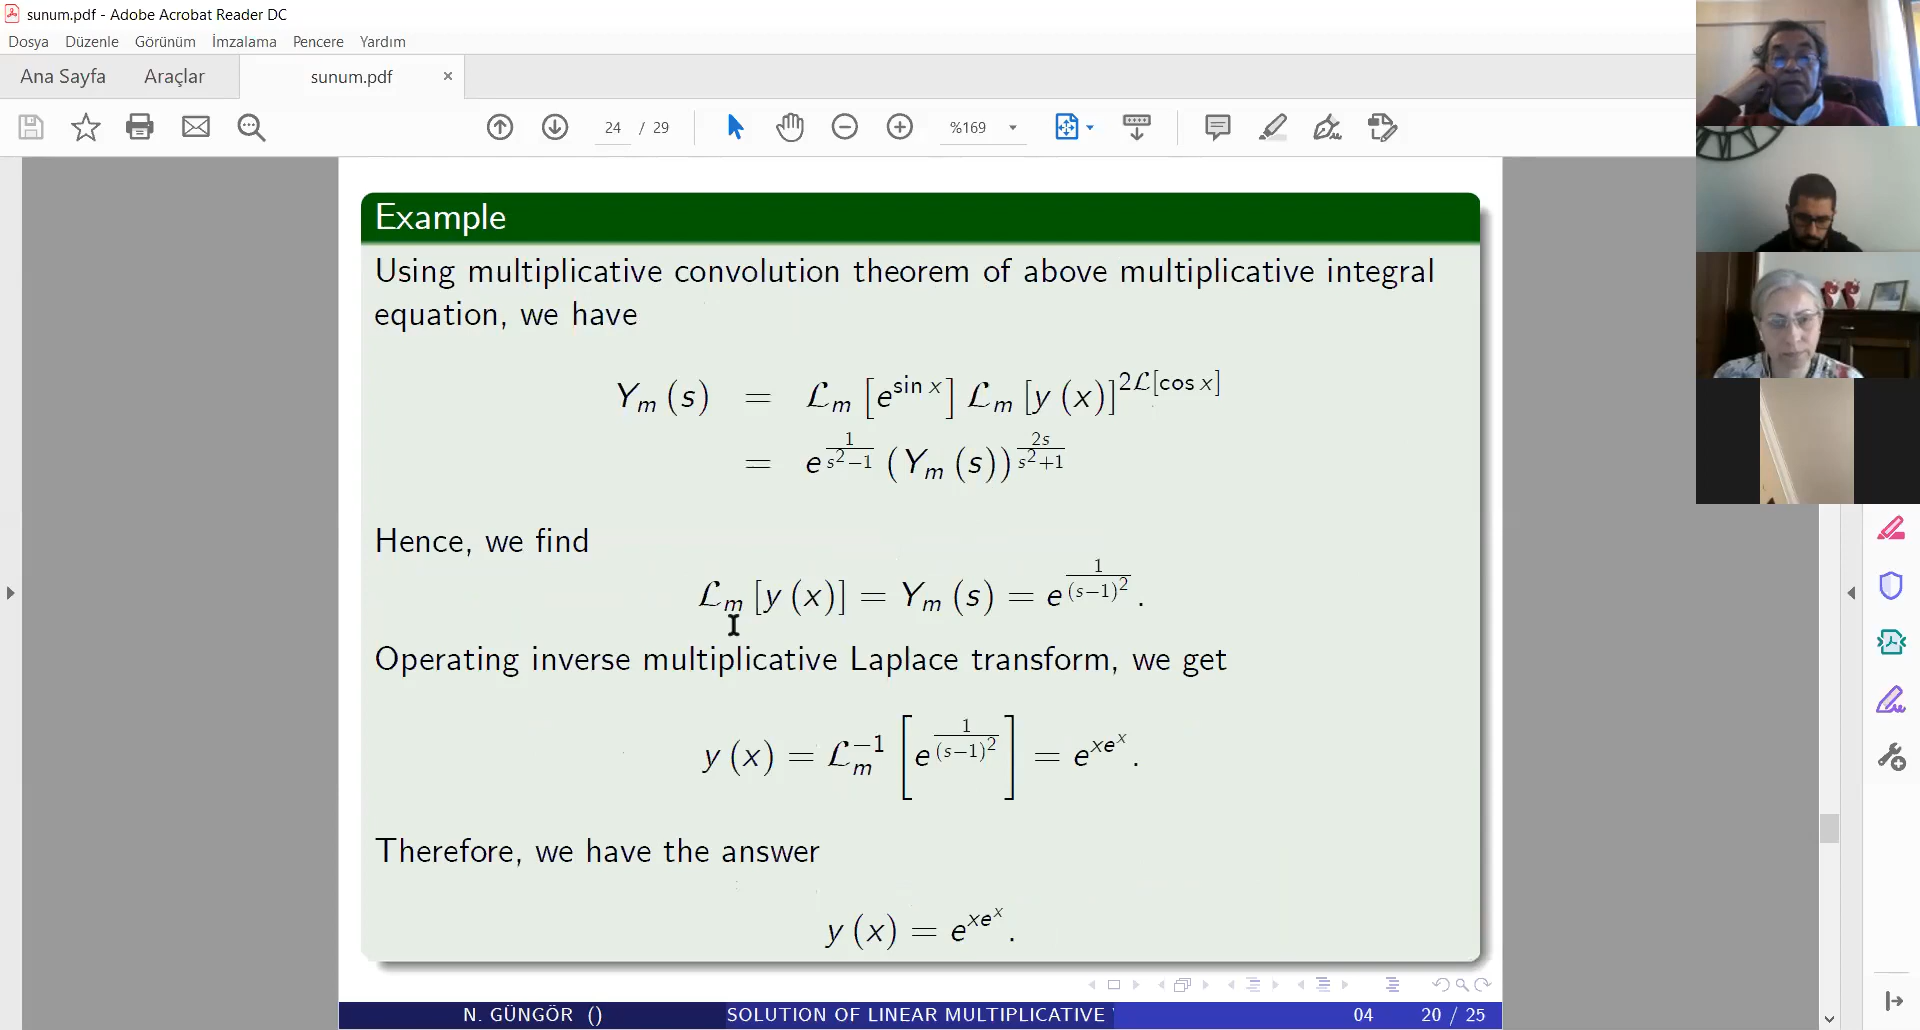 sunum.pdf - Adobe Acrobat Reader DC
Dosya Düzenle Görünüm İmzalama Pencere Yardım
Ana Sayfa Araçlar sunum.pdf ×
24 / 29 %169
Example
Using multiplicative convolution theorem of above multiplicative integral
equation, we have
Y_m (s) = ℒ_m [e^{sin x}] ℒ_m [y (x)]^{2ℒ[cos x]}
= e^{\frac{1}{s^2−1}} (Y_m (s))^{\frac{2s}{s^2+1}}
Hence, we find
ℒ_m [y (x)] = Y_m (s) = e^{\frac{1}{(s−1)^2}}.
Operating inverse multiplicative Laplace transform, we get
y (x) = ℒ_m^{−1} [e^{\frac{1}{(s−1)^2}}] = e^{xe^x}.
Therefore, we have the answer
y (x) = e^{xe^x}.
N. GÜNGÖR () SOLUTION OF LINEAR MULTIPLICATIVE 04 20 / 25